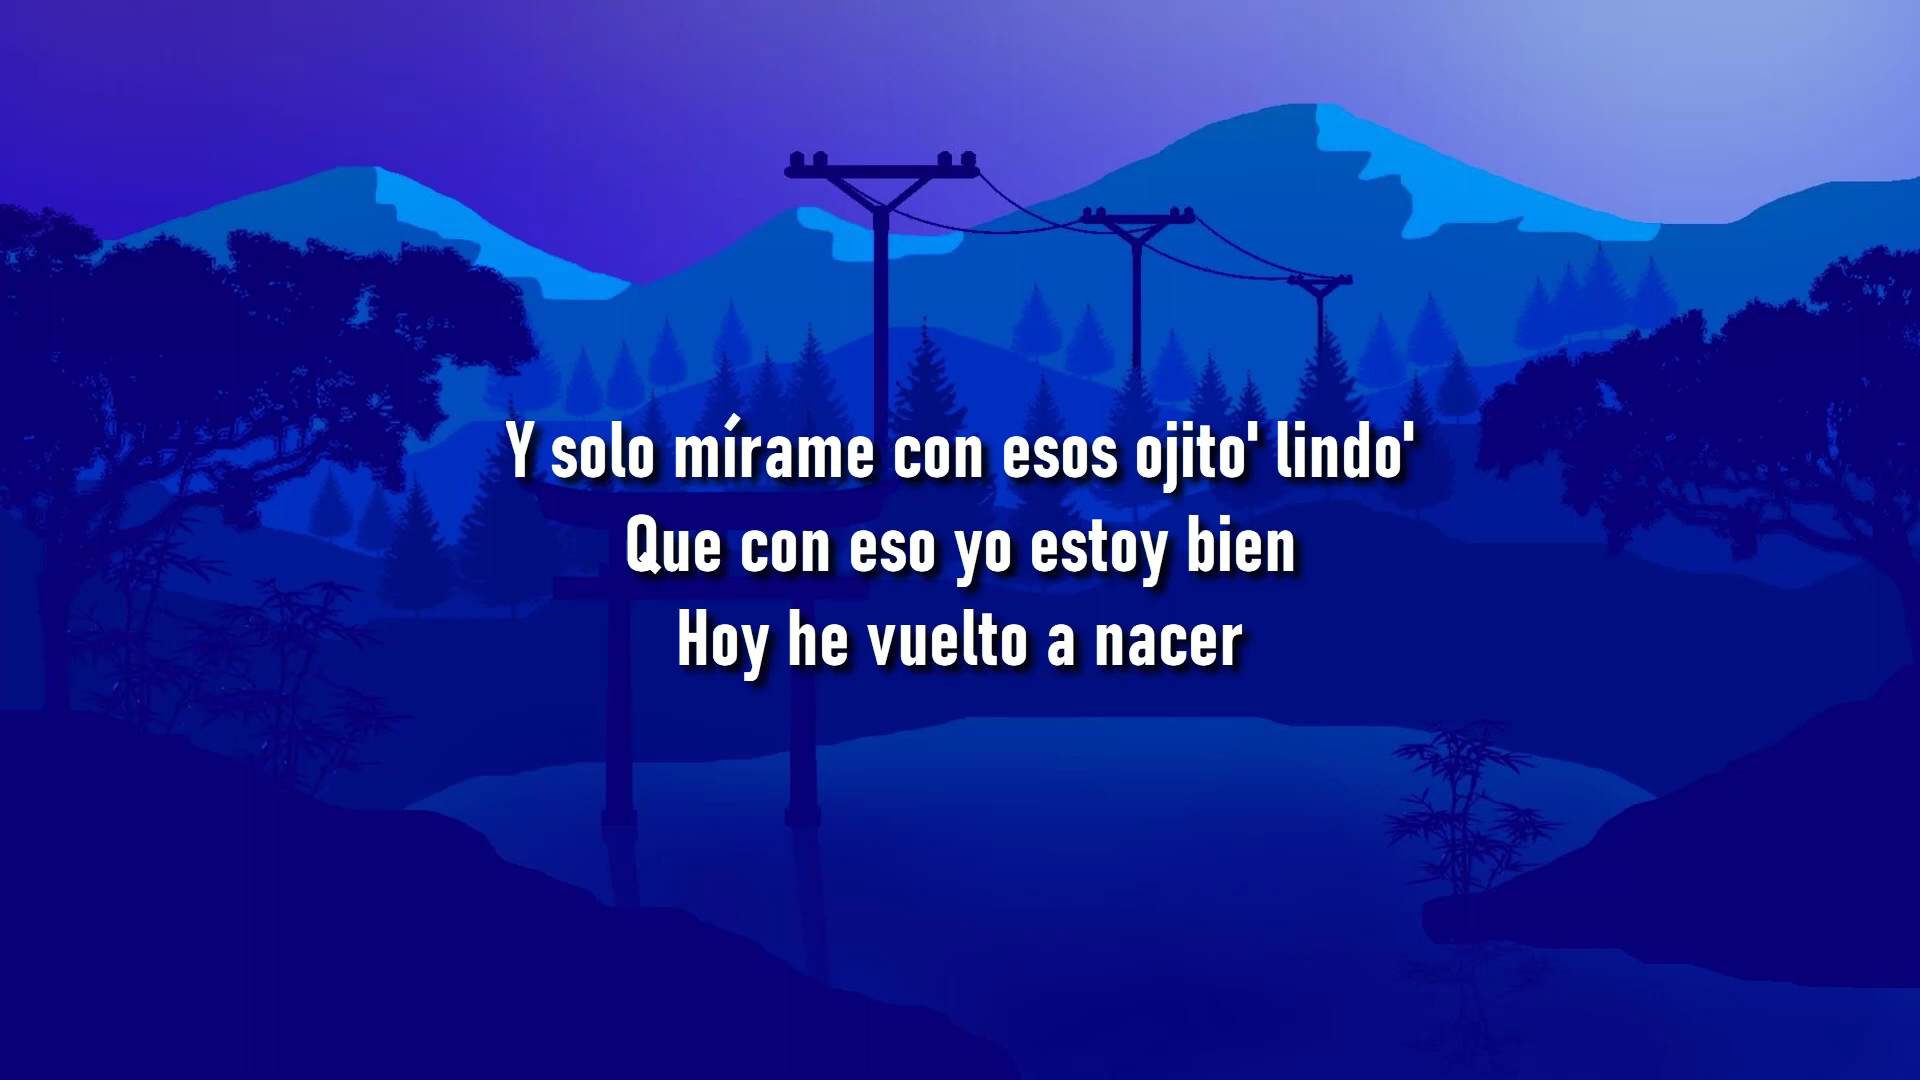 Y solo mírame con esos ojito' lindo'
Que con eso yo estoy bien
Hoy he vuelto a nacer